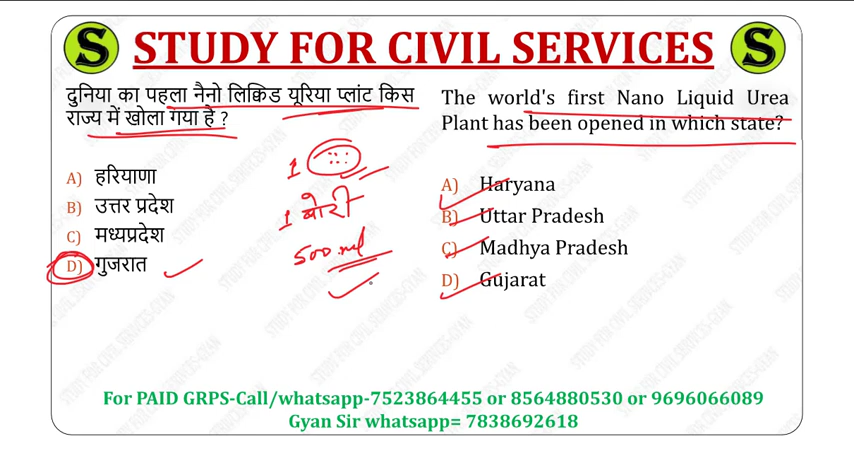 S STUDY FOR CIVIL SERVICES S
दुनिया का पहला नैनो लिक्विड यूरिया प्लांट किस
राज्य में खोला गया है ?
A) हरियाणा
B) उत्तर प्रदेश
C) मध्यप्रदेश
D) गुजरात
1
1 बोरी
500 ml
The world's first Nano Liquid Urea
Plant has been opened in which state?
A) Haryana
B) Uttar Pradesh
C) Madhya Pradesh
D) Gujarat
For PAID GRPS-Call/whatsapp-7523864455 or 8564880530 or 9696066089
Gyan Sir whatsapp= 7838692618